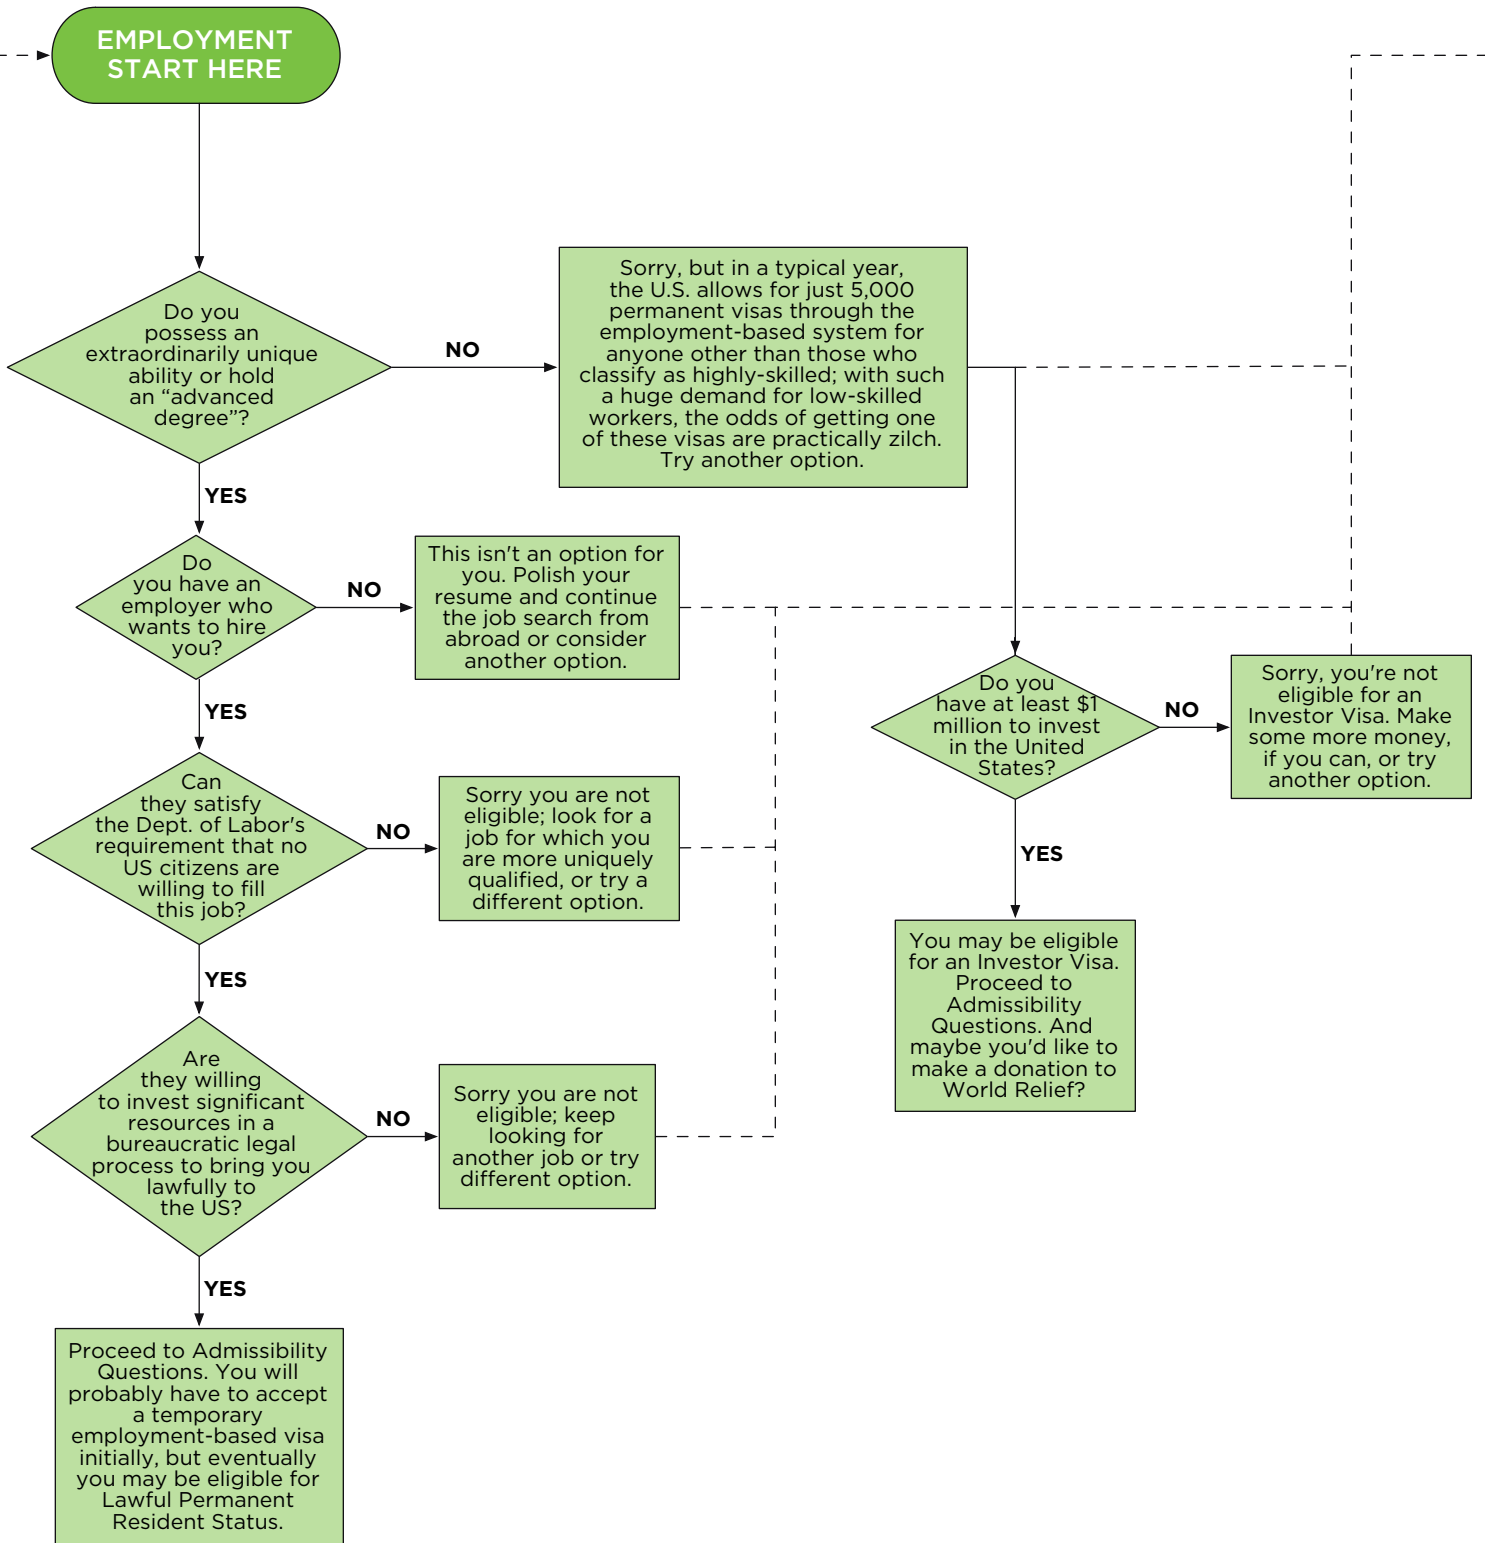 EMPLOYMENT
START HERE
Do you
possess an
extraordinarily unique
ability or hold
an “advanced
degree”?
NO
Sorry, but in a typical year,
the U.S. allows for just 5,000
permanent visas through the
employment-based system for
anyone other than those who
classify as highly-skilled; with such
a huge demand for low-skilled
workers, the odds of getting one
of these visas are practically zilch.
Try another option.
YES
Do
you have an
employer who
wants to hire
you?
NO
This isn't an option for
you. Polish your
resume and continue
the job search from
abroad or consider
another option.
Do you
have at least $1
million to invest
in the United
States?
NO
Sorry, you're not
eligible for an
Investor Visa. Make
some more money,
if you can, or try
another option.
YES
Can
they satisfy
the Dept. of Labor's
requirement that no
US citizens are
willing to fill
this job?
NO
Sorry you are not
eligible; look for a
job for which you
are more uniquely
qualified, or try a
different option.
YES
You may be eligible
for an Investor Visa.
Proceed to
Admissibility
Questions. And
maybe you'd like to
make a donation to
World Relief?
YES
Are
they willing
to invest significant
resources in a
bureaucratic legal
process to bring you
lawfully to
the US?
NO
Sorry you are not
eligible; keep
looking for
another job or try
different option.
YES
Proceed to Admissibility
Questions. You will
probably have to accept
a temporary
employment-based visa
initially, but eventually
you may be eligible for
Lawful Permanent
Resident Status.